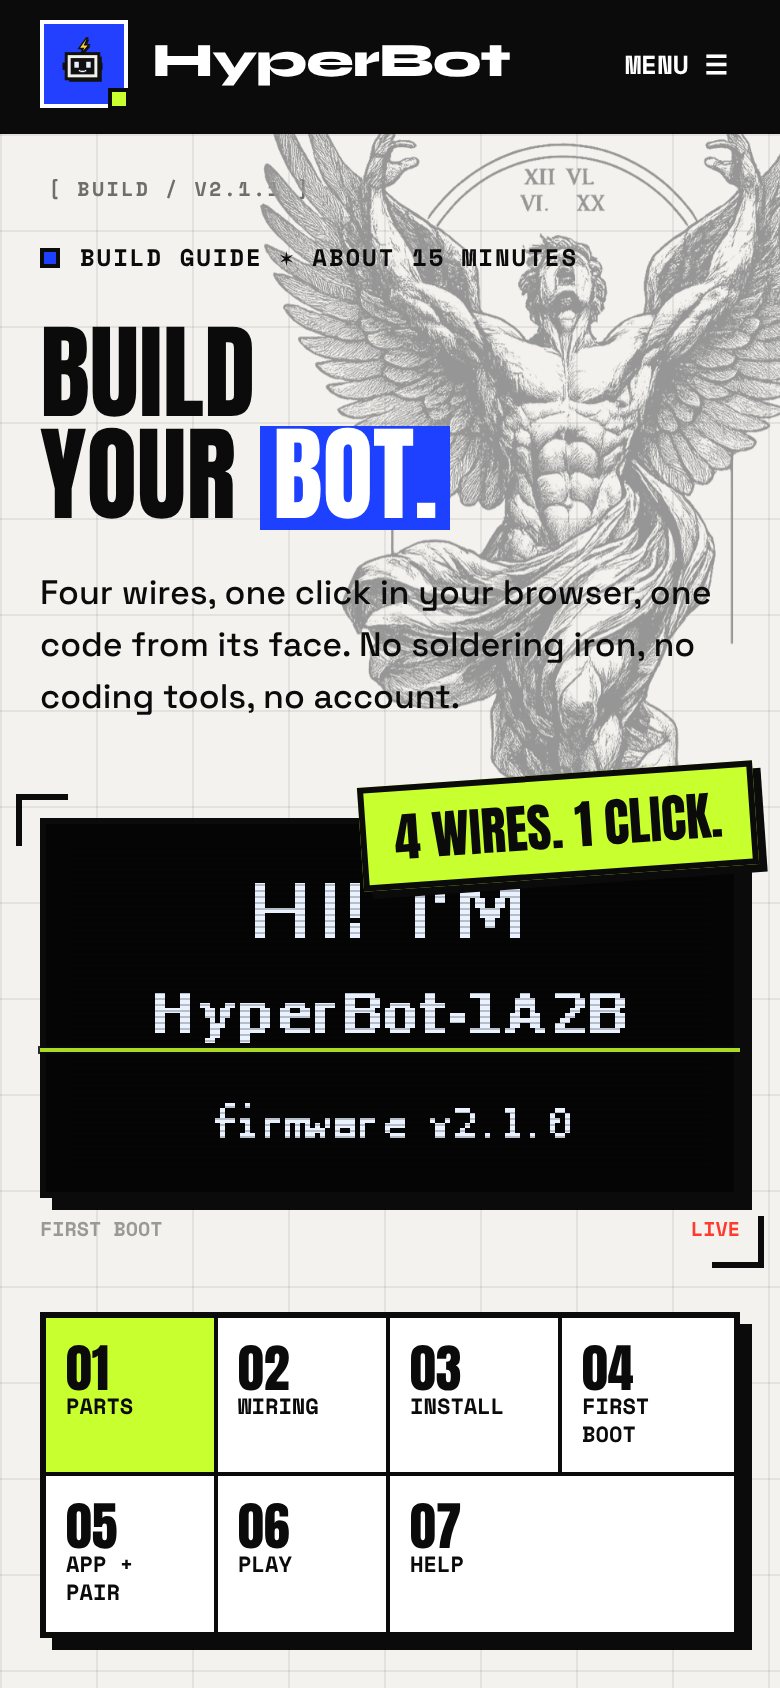 HyperBot
MENU ☰
[ BUILD / V2.1.1 ]
XII VL
VI. XX
BUILD GUIDE ✶ ABOUT 15 MINUTES
BUILD
YOUR BOT.
Four wires, one click in your browser, one
code from its face. No soldering iron, no
coding tools, no account.
4 WIRES. 1 CLICK.
HI! I'M
HyperBot-1A2B
firmware v2.1.0
FIRST BOOT
LIVE
01
PARTS
02
WIRING
03
INSTALL
04
FIRST
BOOT
05
APP +
PAIR
06
PLAY
07
HELP